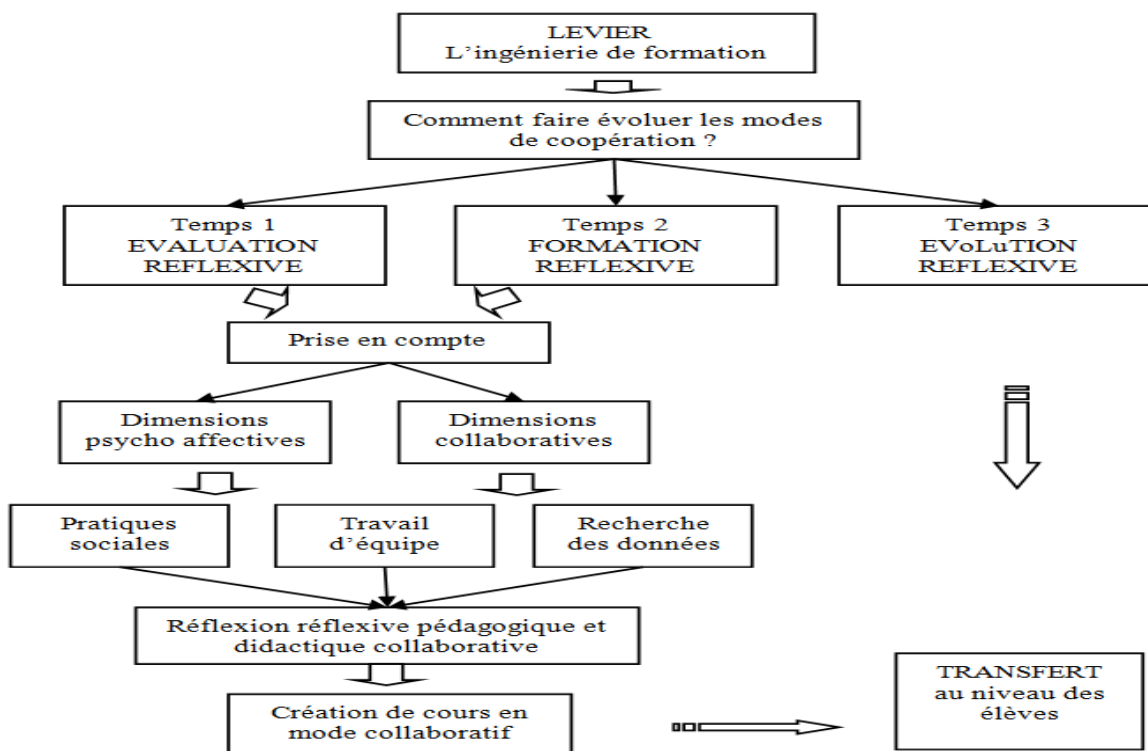 LEVIER
L'ingénierie de formation
Comment faire évoluer les modes
de coopération ?
Temps 1
EVALUATION
REFLEXIVE
Temps 2
FORMATION
REFLEXIVE
Temps 3
EVoLuTION
REFLEXIVE
Prise en compte
Dimensions
psycho affectives
Dimensions
collaboratives
Pratiques
sociales
Travail
d'équipe
Recherche
des données
Réflexion réflexive pédagogique et
didactique collaborative
Création de cours en
mode collaboratif
TRANSFERT
au niveau des
élèves